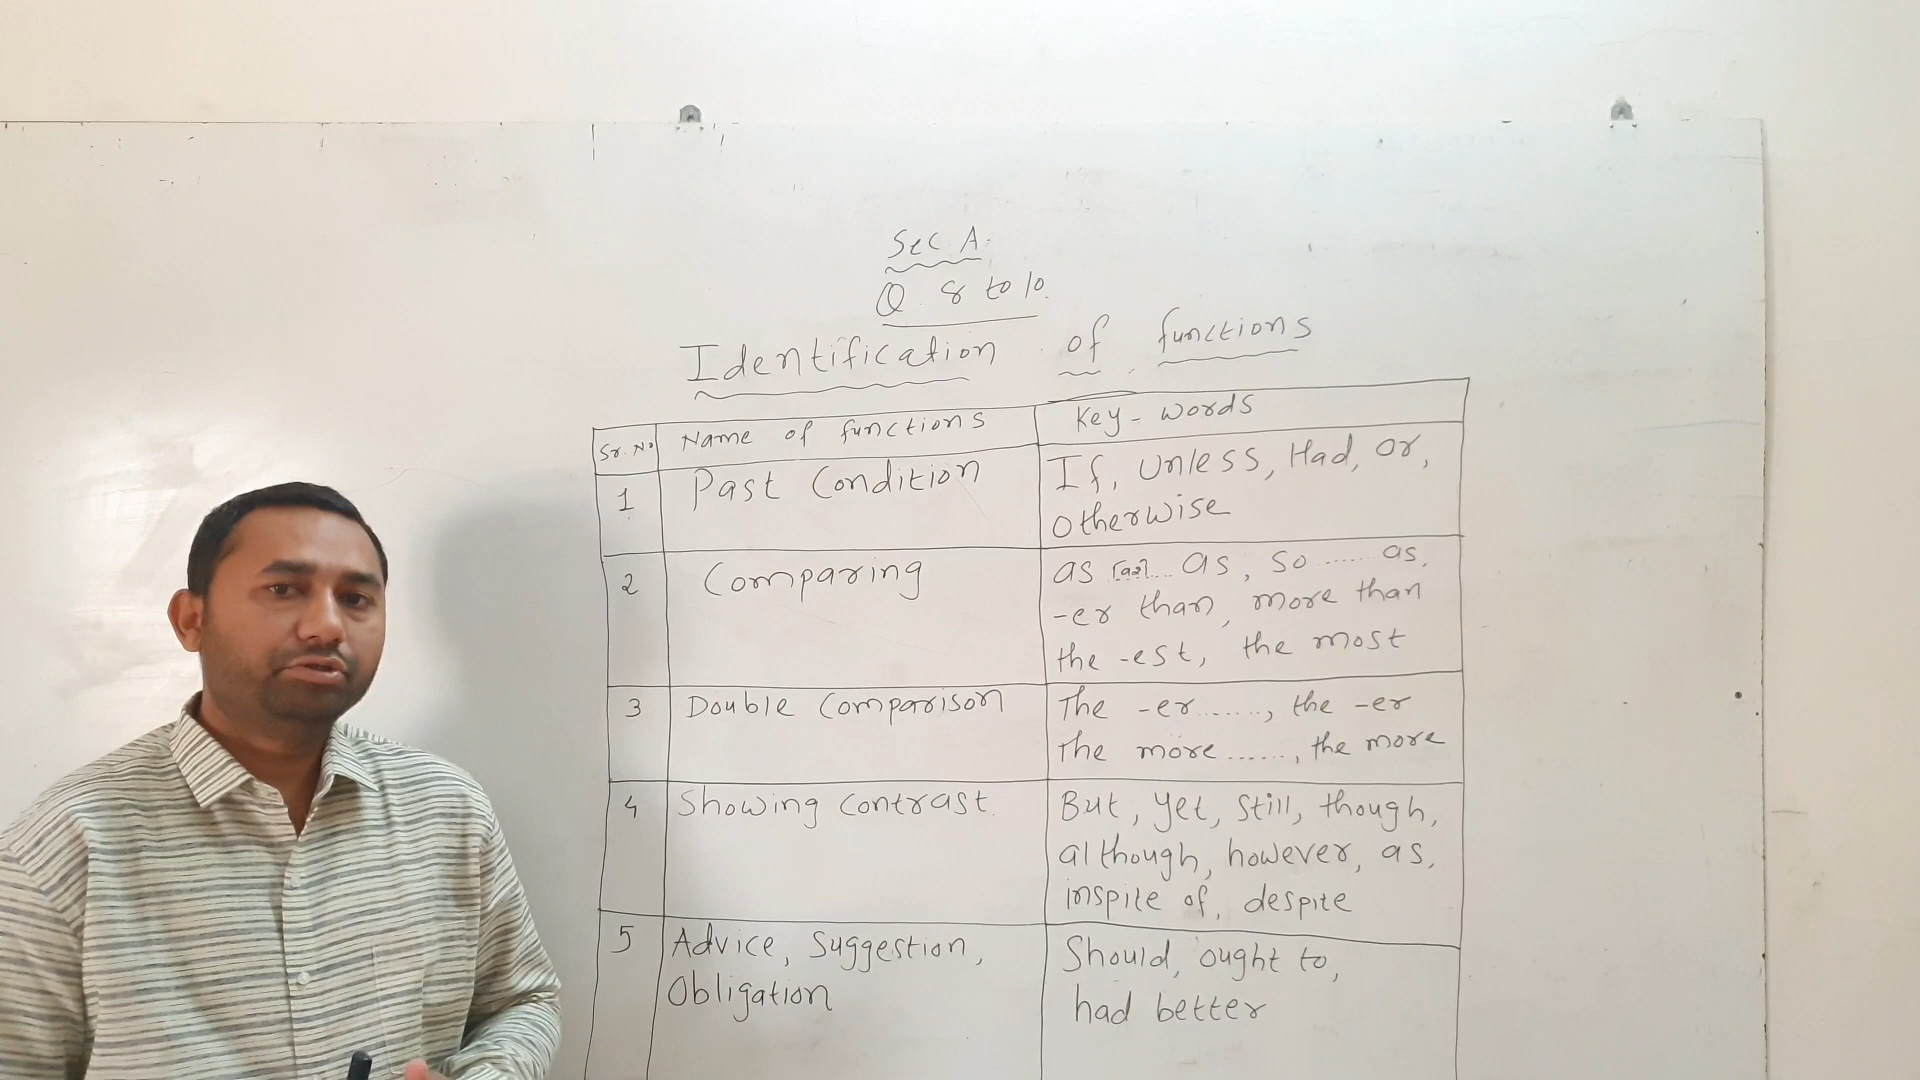 Sec A.
Q. 8 to 10.
Identification of functions
Sr. No Name of functions Key-words
1 Past Condition If, Unless, Had, or,
otherwise
2 Comparing as ... as, so ...... as,
-er than, more than
the -est, the most
3 Double Comparison The -er ......, the -er
The more ......, the more
4 Showing Contrast. But, yet, still, though,
although, however, as,
inspite of, despite
5 Advice, Suggestion, Should, ought to,
Obligation had better